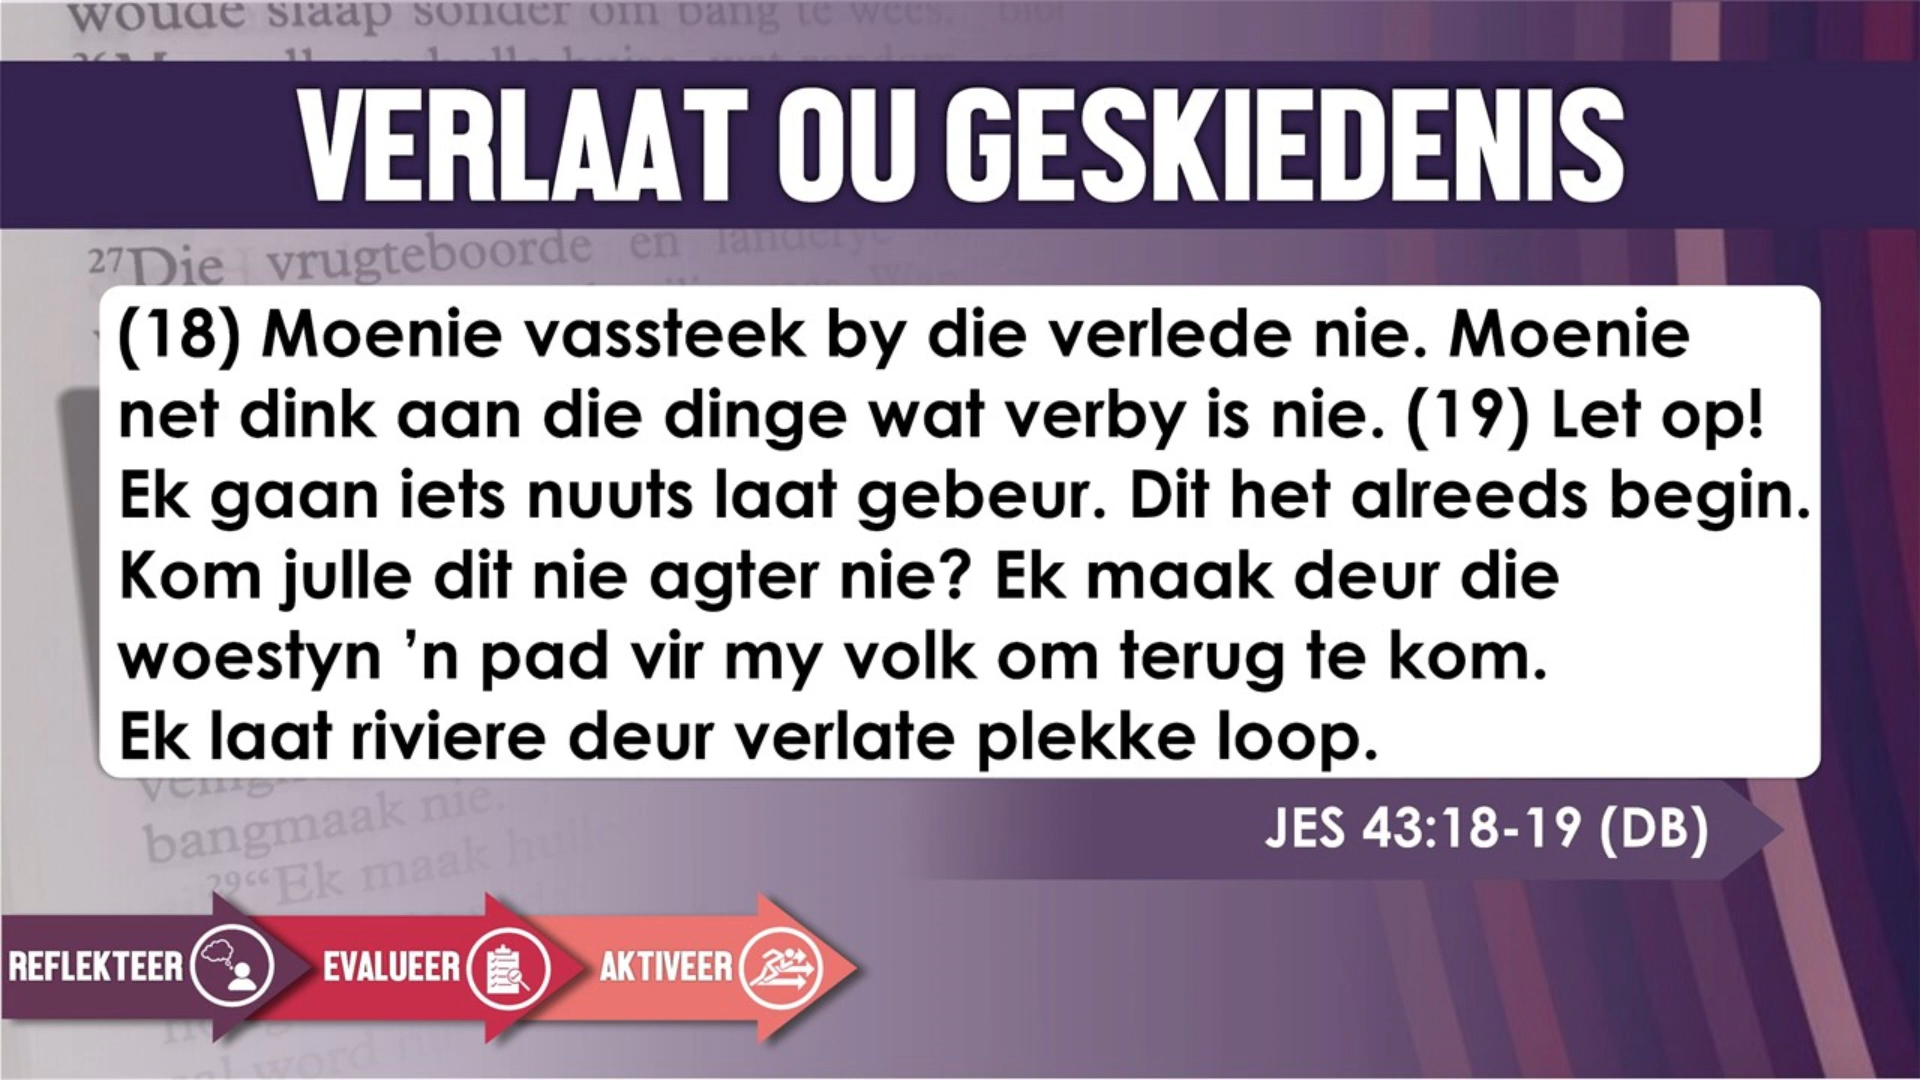 woude slaap sonder om bang te wees.
VERLAAT OU GESKIEDENIS
27Die vrugteboorde en landerye
(18) Moenie vassteek by die verlede nie. Moenie
net dink aan die dinge wat verby is nie. (19) Let op!
Ek gaan iets nuuts laat gebeur. Dit het alreeds begin.
Kom julle dit nie agter nie? Ek maak deur die
woestyn ’n pad vir my volk om terug te kom.
Ek laat riviere deur verlate plekke loop.
bangmaak nie.
JES 43:18-19 (DB)
29“Ek maak
REFLEKTEER EVALUEER AKTIVEER
word